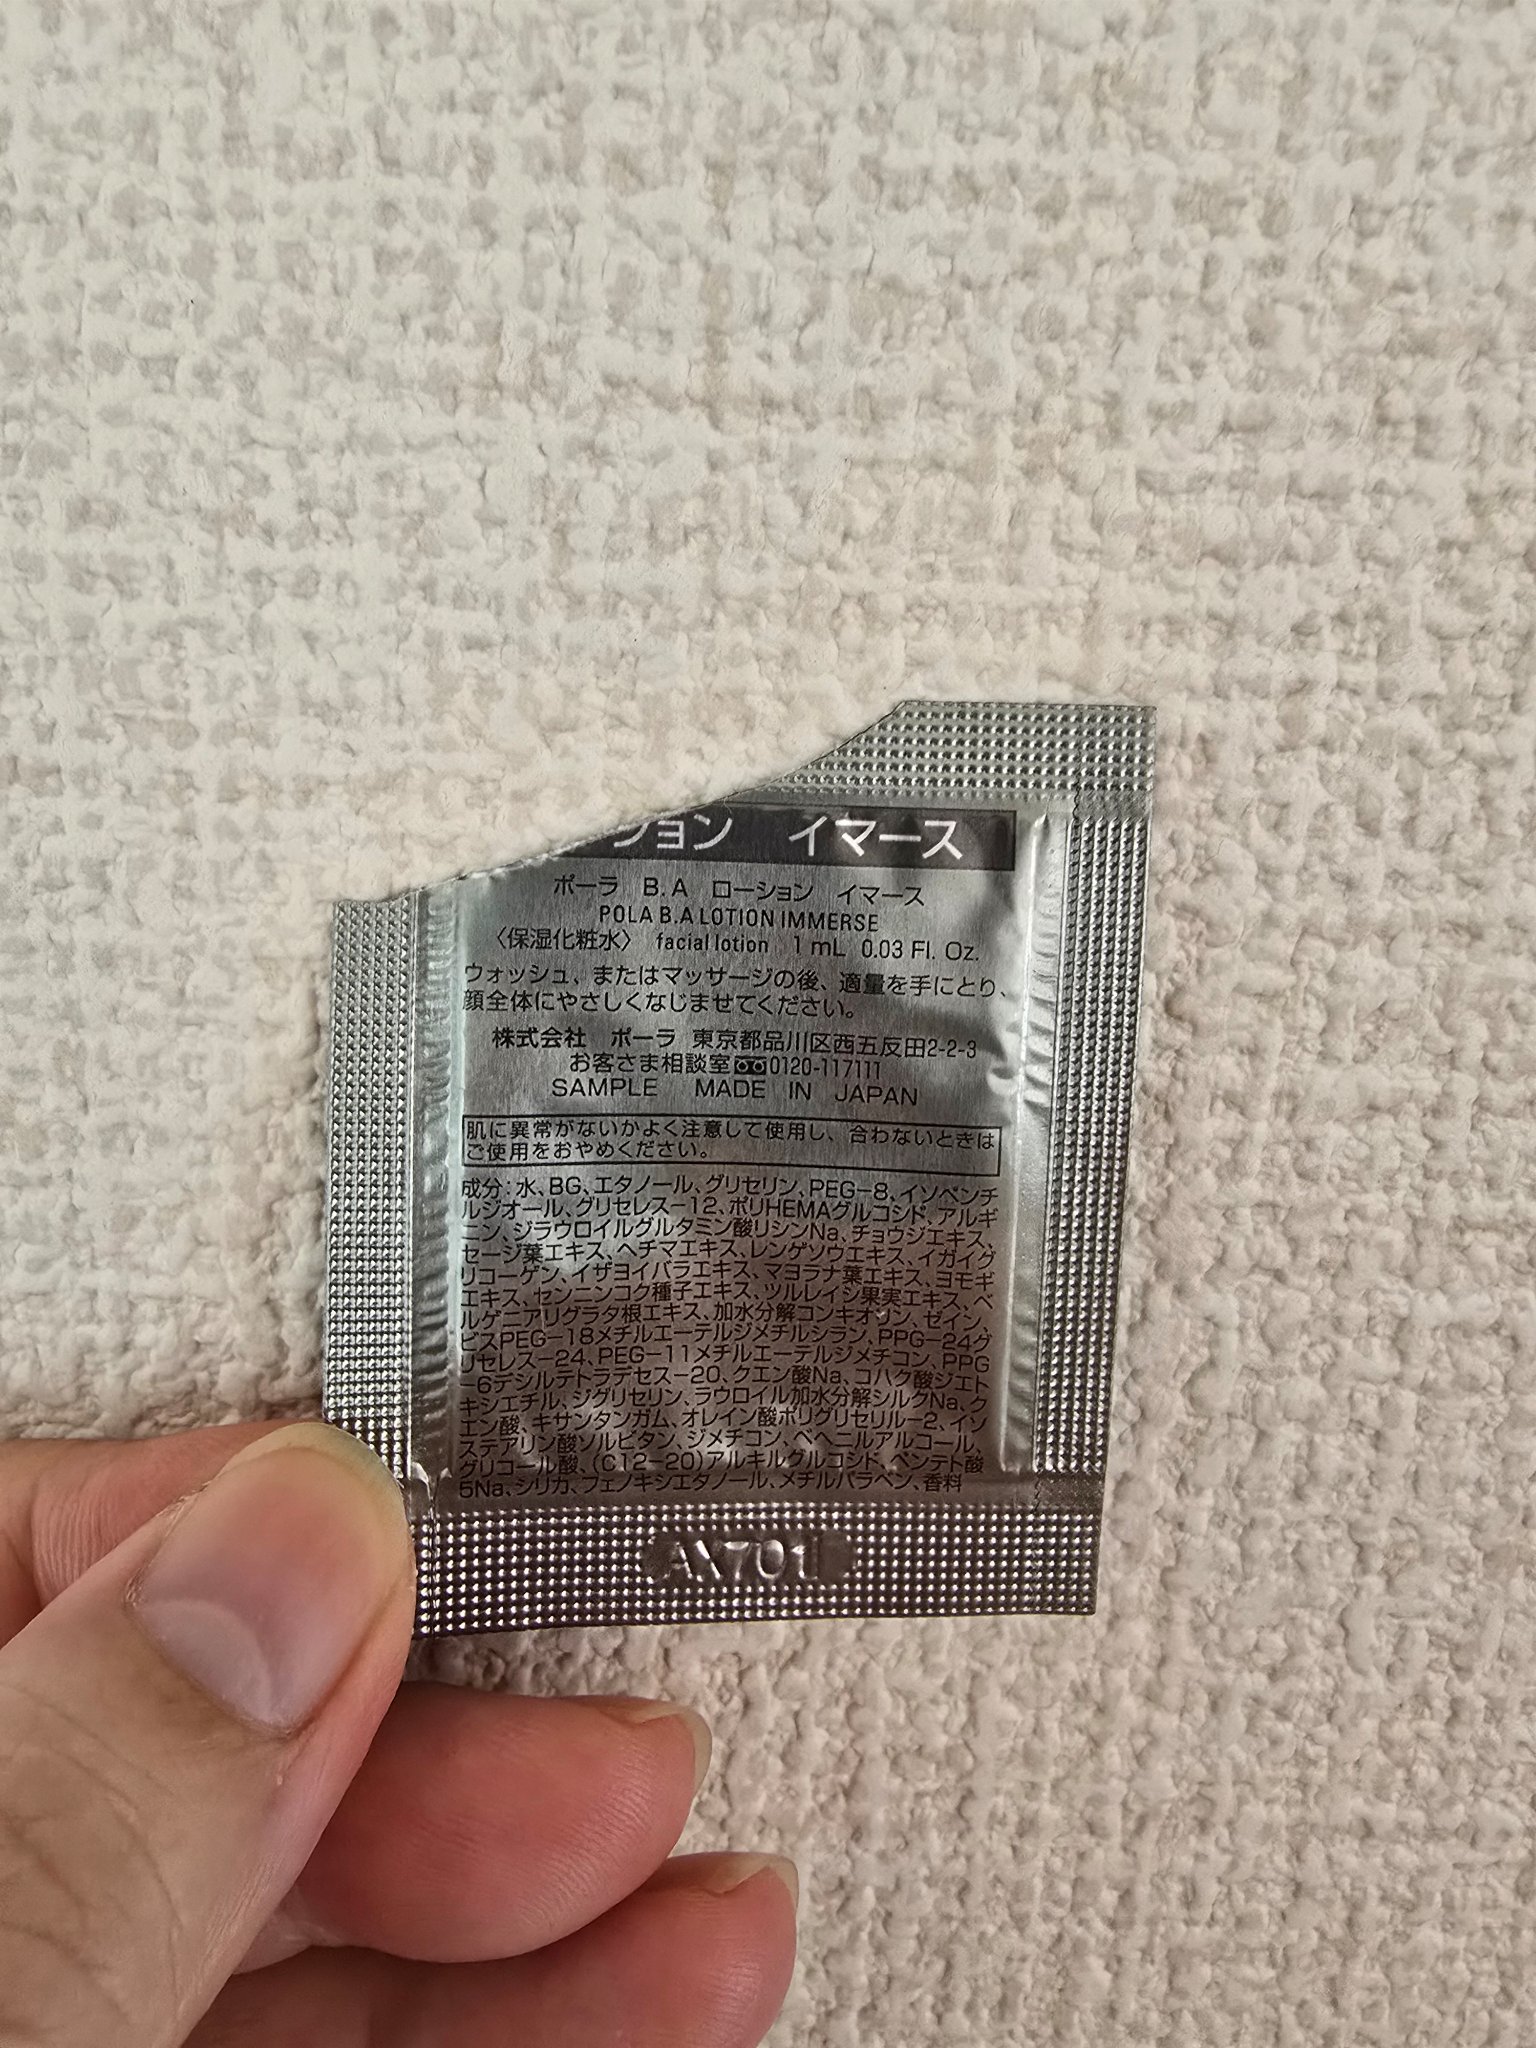 ション イマース
ポーラ B.A ローション イマース
POLA B.A LOTION IMMERSE
〈保湿化粧水〉 facial lotion 1 mL 0.03 Fl. Oz.
ウォッシュ、またはマッサージの後、適量を手にとり、
顔全体にやさしくなじませてください。
株式会社 ポーラ 東京都品川区西五反田2-2-3
お客さま相談室 0120-117111
SAMPLE MADE IN JAPAN
肌に異常がないかよく注意して使用し、合わないときは
ご使用をおやめください。
成分：水、BG、エタノール、グリセリン、PEG-8、イソペンチ
ルジオール、グリセレス-12、ポリHEMAグルコシド、アルギ
ニン、ジラウロイルグルタミン酸リシンNa、チョウジエキス、
セージ葉エキス、ヘチマエキス、レンゲソウエキス、イガイグ
リコーゲン、イザヨイバラエキス、マヨラナ葉エキス、ヨモギ
エキス、センニンコク種子エキス、ツルレイシ果実エキス、ベ
ルゲニアリグラタ根エキス、加水分解コンキオリン、ゼイン、
ビスPEG-18メチルエーテルジメチルシラン、PPG-24グ
リセレス-24、PEG-11メチルエーテルジメチコン、PPG
-6デシルテトラデセス-20、クエン酸Na、コハク酸ジエト
キシエチル、ジグリセリン、ラウロイル加水分解シルクNa、ク
エン酸、キサンタンガム、オレイン酸ポリグリセリル-2、イソ
ステアリン酸ソルビタン、ジメチコン、ベヘニルアルコール、
グリコール酸、(C12-20)アルキルグルコシド、ペンテト酸
5Na、シリカ、フェノキシエタノール、メチルパラベン、香料